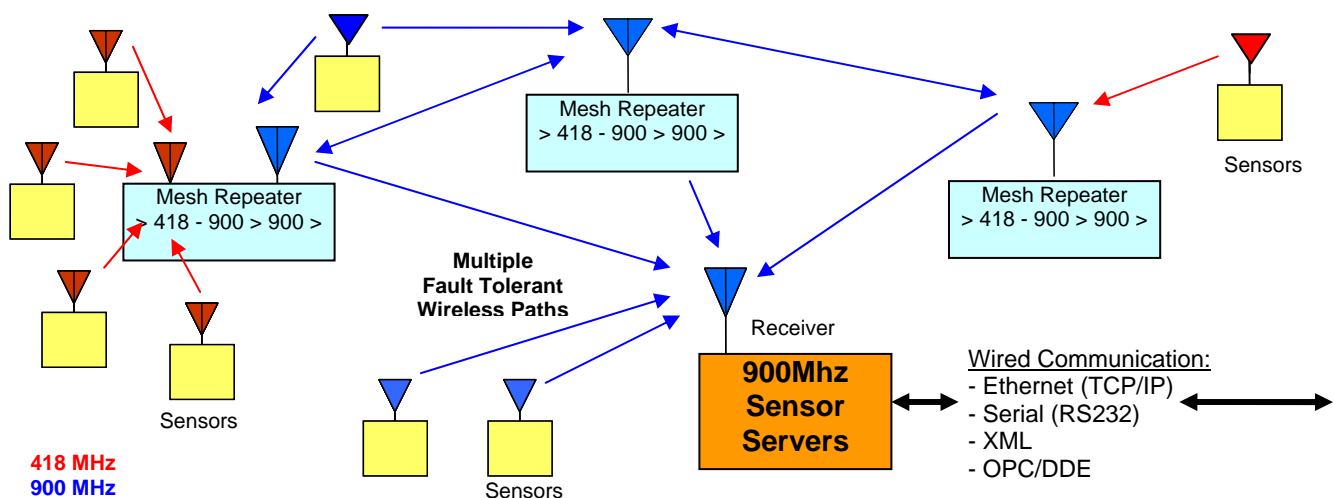 Mesh Repeater
> 418 - 900 > 900 >
Mesh Repeater
> 418 - 900 > 900 >
Mesh Repeater
> 418 - 900 > 900 >
Sensors
Multiple
Fault Tolerant
Wireless Paths
Receiver
900Mhz
Sensor
Servers
Wired Communication:
- Ethernet (TCP/IP)
- Serial (RS232)
- XML
- OPC/DDE
Sensors
Sensors
418 MHz
900 MHz